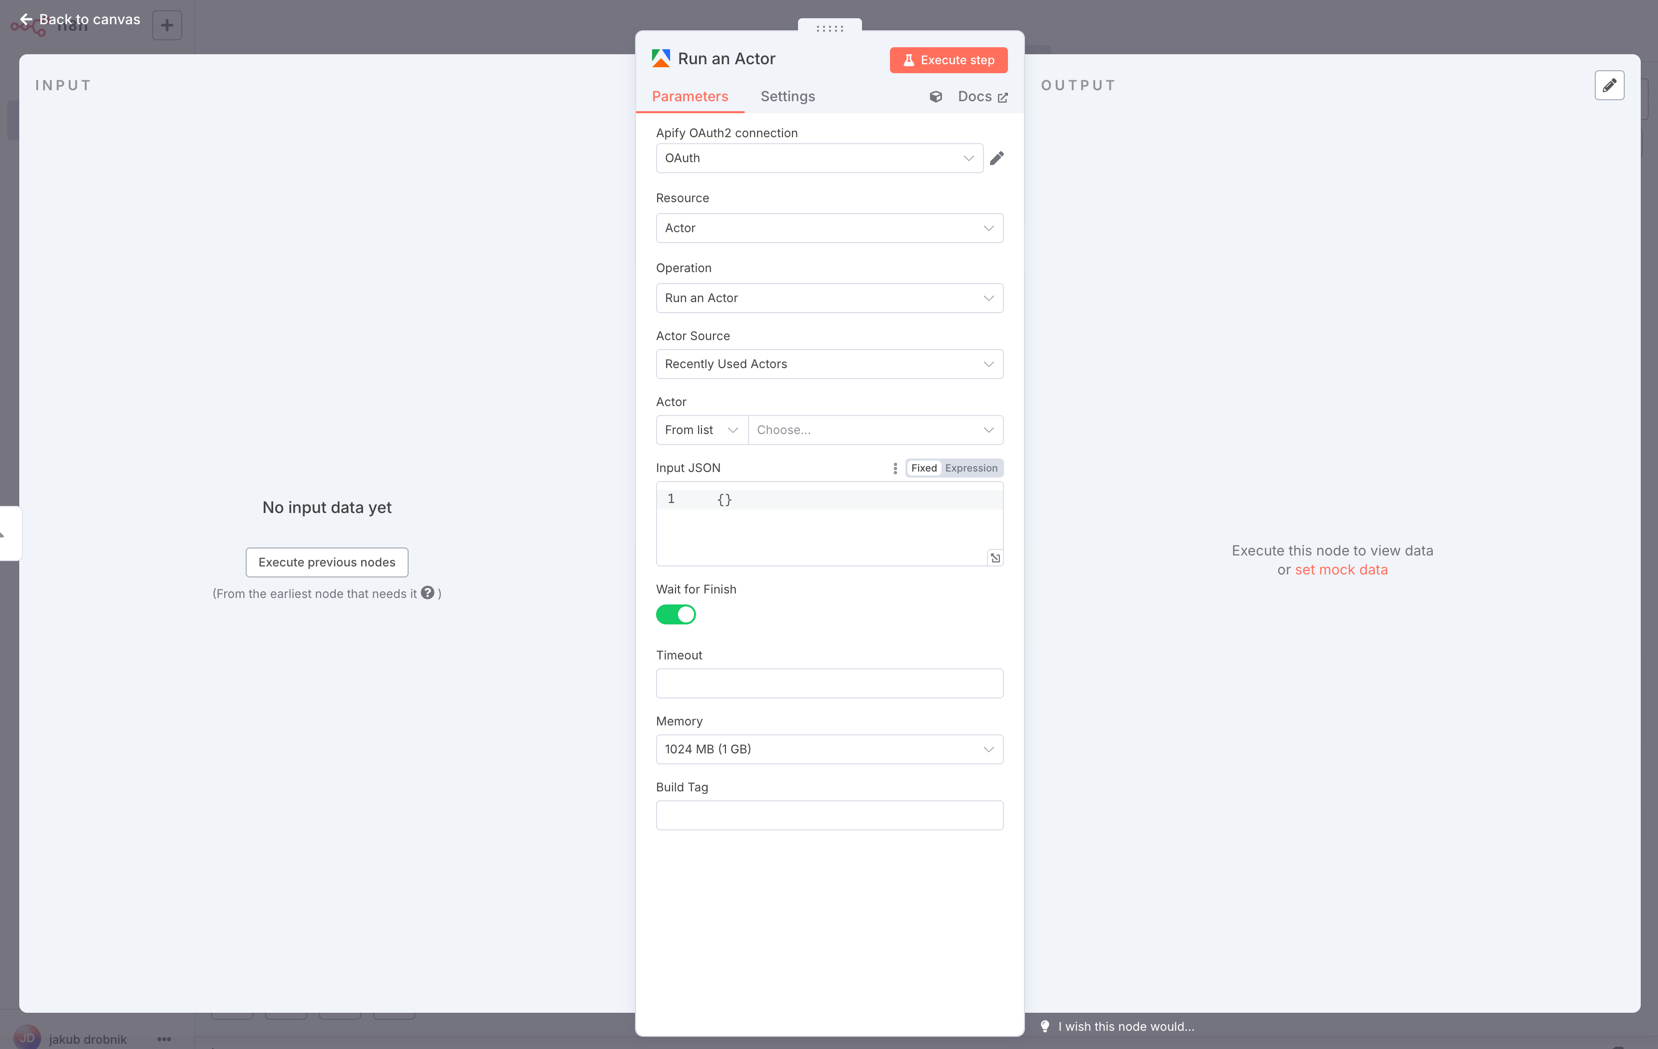 Back to canvas
n8n
INPUT
No input data yet
Execute previous nodes
(From the earliest node that needs it ? )
Run an Actor
Execute step
Parameters
Settings
Docs
Apify OAuth2 connection
OAuth
Resource
Actor
Operation
Run an Actor
Actor Source
Recently Used Actors
Actor
From list
Choose...
Input JSON
Fixed
Expression
1 {}
Wait for Finish
Timeout
Memory
1024 MB (1 GB)
Build Tag
OUTPUT
Execute this node to view data
or set mock data
I wish this node would...
JD
jakub drobnik